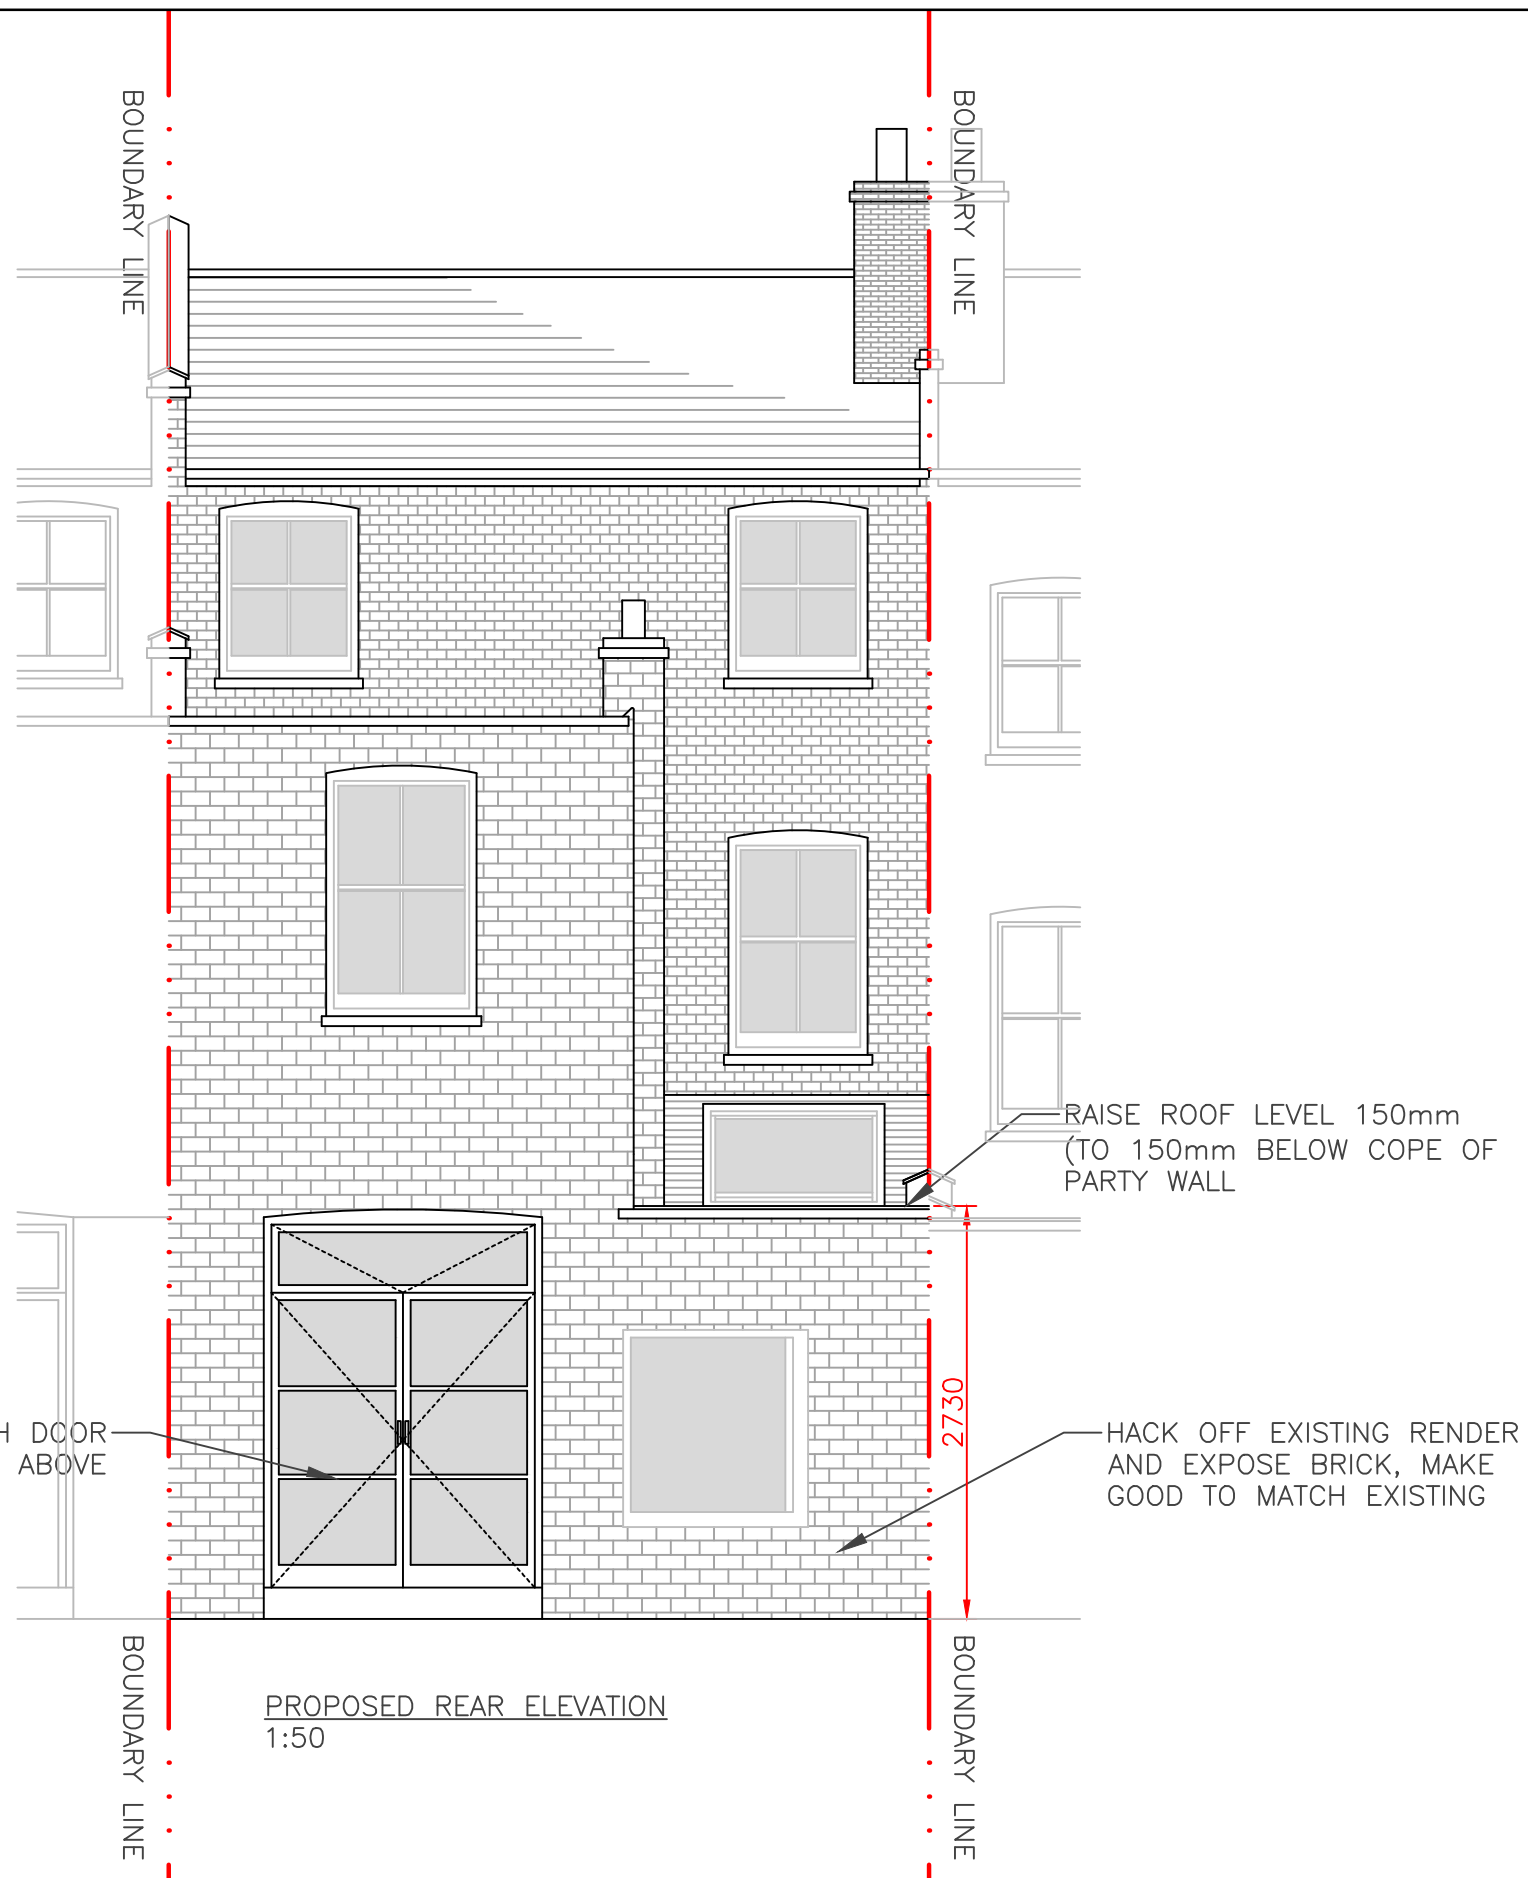 BOUNDARY LINE
BOUNDARY LINE
RAISE ROOF LEVEL 150mm
(TO 150mm BELOW COPE OF
PARTY WALL
2730
H DOOR
ABOVE
HACK OFF EXISTING RENDER
AND EXPOSE BRICK, MAKE
GOOD TO MATCH EXISTING
BOUNDARY LINE
BOUNDARY LINE
PROPOSED REAR ELEVATION
1:50